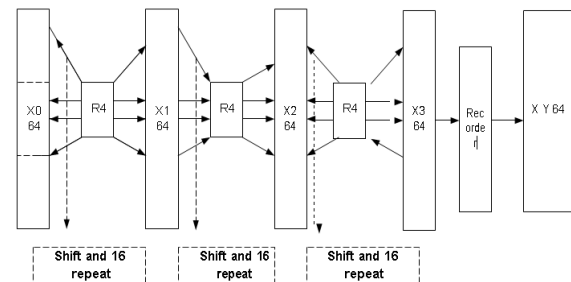 X0
64
R4
X1
64
R4
X2
64
R4
X3
64
Rec
orde
r
X Y 64
Shift and 16
repeat
Shift and 16
repeat
Shift and 16
repeat